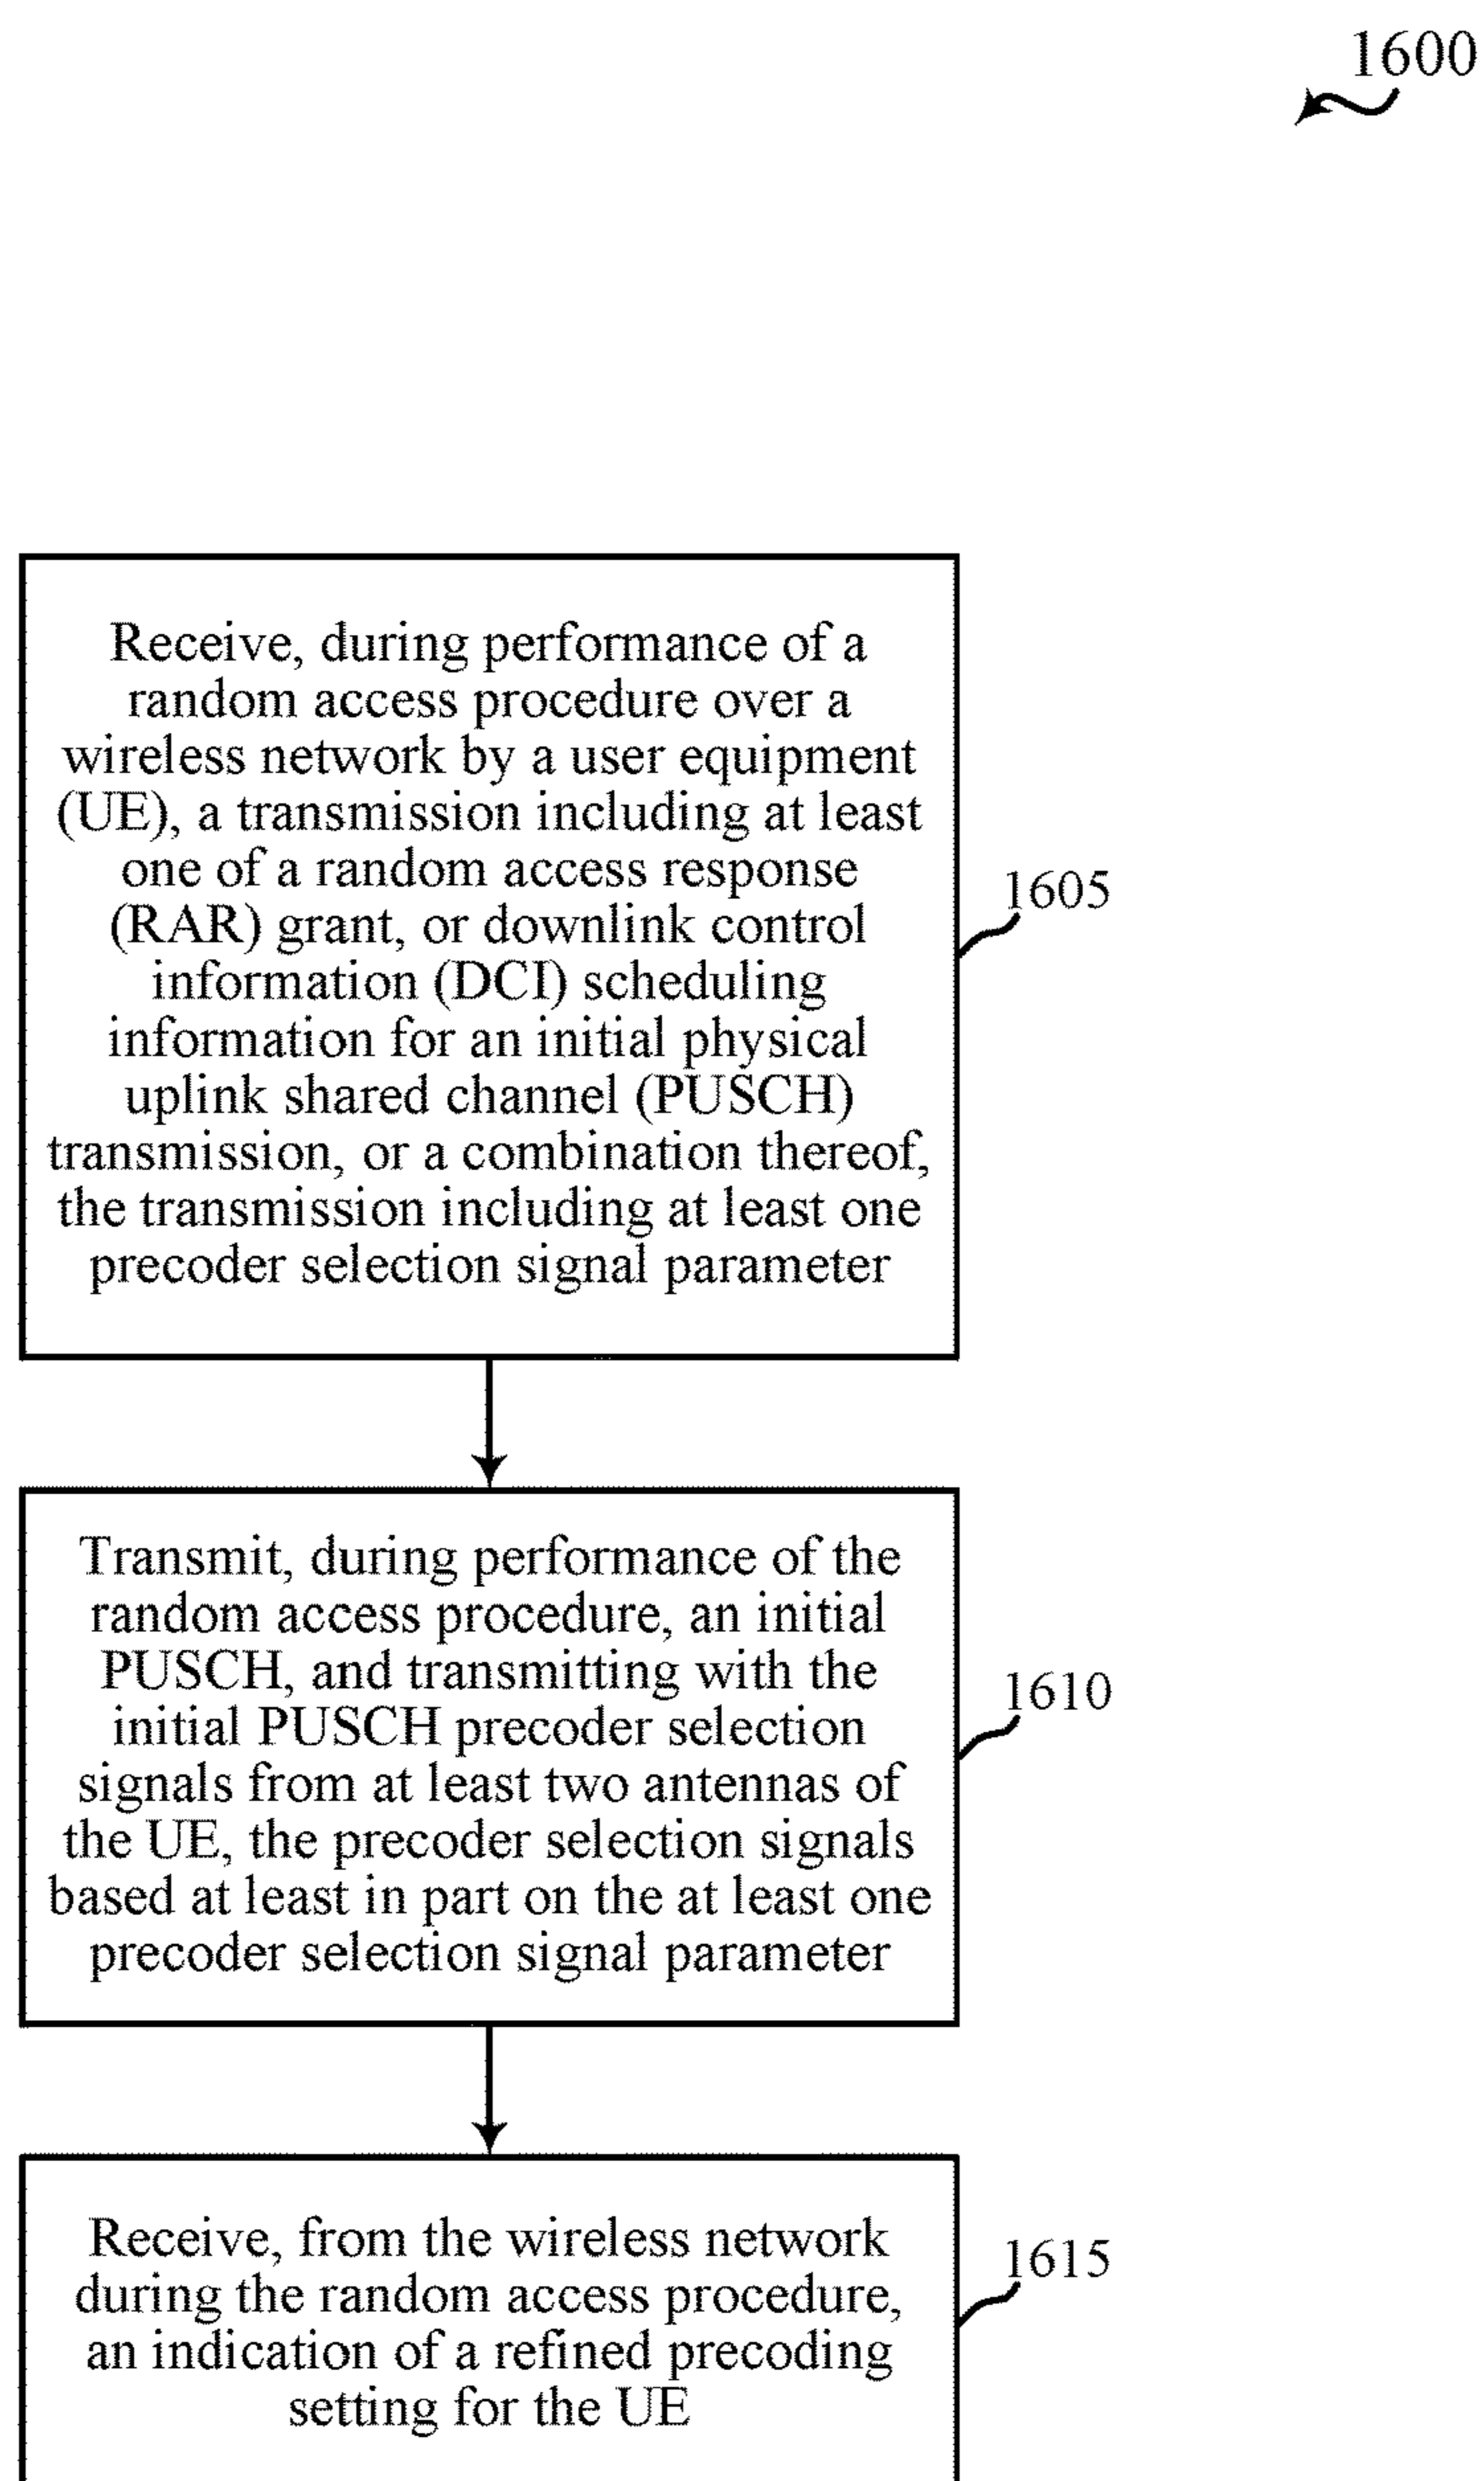 1600
Receive, during performance of a
random access procedure over a
wireless network by a user equipment
(UE), a transmission including at least
one of a random access response
(RAR) grant, or downlink control
information (DCI) scheduling
information for an initial physical
uplink shared channel (PUSCH)
transmission, or a combination thereof,
the transmission including at least one
precoder selection signal parameter
1605
Transmit, during performance of the
random access procedure, an initial
PUSCH, and transmitting with the
initial PUSCH precoder selection
signals from at least two antennas of
the UE, the precoder selection signals
based at least in part on the at least one
precoder selection signal parameter
1610
Receive, from the wireless network
during the random access procedure,
an indication of a refined precoding
setting for the UE
1615